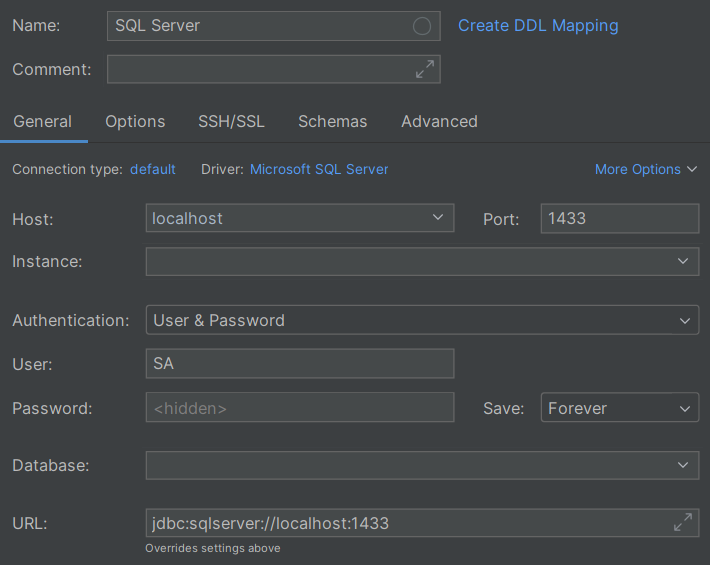 Name: SQL Server Create DDL Mapping
Comment:
General Options SSH/SSL Schemas Advanced
Connection type: default Driver: Microsoft SQL Server More Options
Host: localhost Port: 1433
Instance:
Authentication: User & Password
User: SA
Password: <hidden> Save: Forever
Database:
URL: jdbc:sqlserver://localhost:1433
Overrides settings above